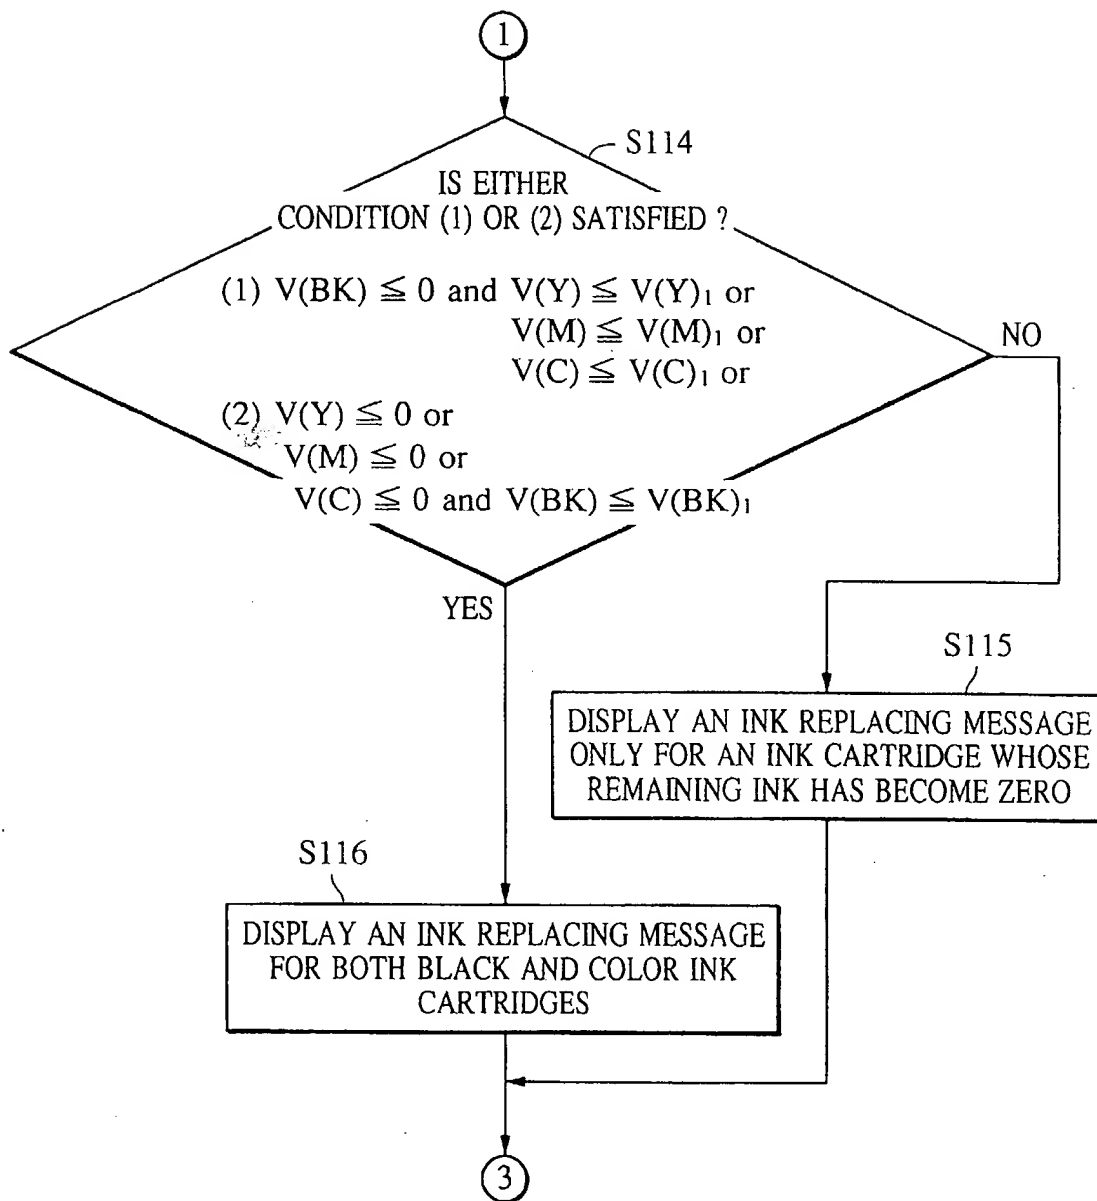 1
S114
IS EITHER
CONDITION (1) OR (2) SATISFIED ?
(1) V(BK) ≦ 0 and V(Y) ≦ V(Y)₁ or
V(M) ≦ V(M)₁ or
V(C) ≦ V(C)₁ or
NO
(2) V(Y) ≦ 0 or
V(M) ≦ 0 or
V(C) ≦ 0 and V(BK) ≦ V(BK)₁
YES
S115
DISPLAY AN INK REPLACING MESSAGE
ONLY FOR AN INK CARTRIDGE WHOSE
REMAINING INK HAS BECOME ZERO
S116
DISPLAY AN INK REPLACING MESSAGE
FOR BOTH BLACK AND COLOR INK
CARTRIDGES
3